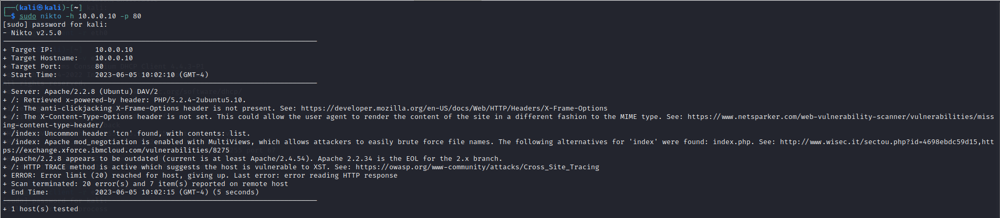 ┌──(kali㉿kali)-[~]
└─$ sudo nikto -h 10.0.0.10 -p 80
[sudo] password for kali:
- Nikto v2.5.0
---------------------------------------------------------------------------
+ Target IP:          10.0.0.10
+ Target Hostname:    10.0.0.10
+ Target Port:        80
+ Start Time:         2023-06-05 10:02:10 (GMT-4)
---------------------------------------------------------------------------
+ Server: Apache/2.2.8 (Ubuntu) DAV/2
+ /: Retrieved x-powered-by header: PHP/5.2.4-2ubuntu5.10.
+ /: The anti-clickjacking X-Frame-Options header is not present. See: https://developer.mozilla.org/en-US/docs/Web/HTTP/Headers/X-Frame-Options
+ /: The X-Content-Type-Options header is not set. This could allow the user agent to render the content of the site in a different fashion to the MIME type. See: https://www.netsparker.com/web-vulnerability-scanner/vulnerabilities/miss
ing-content-type-header/
+ /index: Uncommon header 'tcn' found, with contents: list.
+ /index: Apache mod_negotiation is enabled with MultiViews, which allows attackers to easily brute force file names. The following alternatives for 'index' were found: index.php. See: http://www.wisec.it/sectou.php?id=4698ebdc59d15,htt
ps://exchange.xforce.ibmcloud.com/vulnerabilities/8275
+ Apache/2.2.8 appears to be outdated (current is at least Apache/2.4.54). Apache 2.2.34 is the EOL for the 2.x branch.
+ /: HTTP TRACE method is active which suggests the host is vulnerable to XST. See: https://owasp.org/www-community/attacks/Cross_Site_Tracing
+ ERROR: Error limit (20) reached for host, giving up. Last error: error reading HTTP response
+ Scan terminated: 20 error(s) and 7 item(s) reported on remote host
+ End Time:           2023-06-05 10:02:15 (GMT-4) (5 seconds)
---------------------------------------------------------------------------
+ 1 host(s) tested